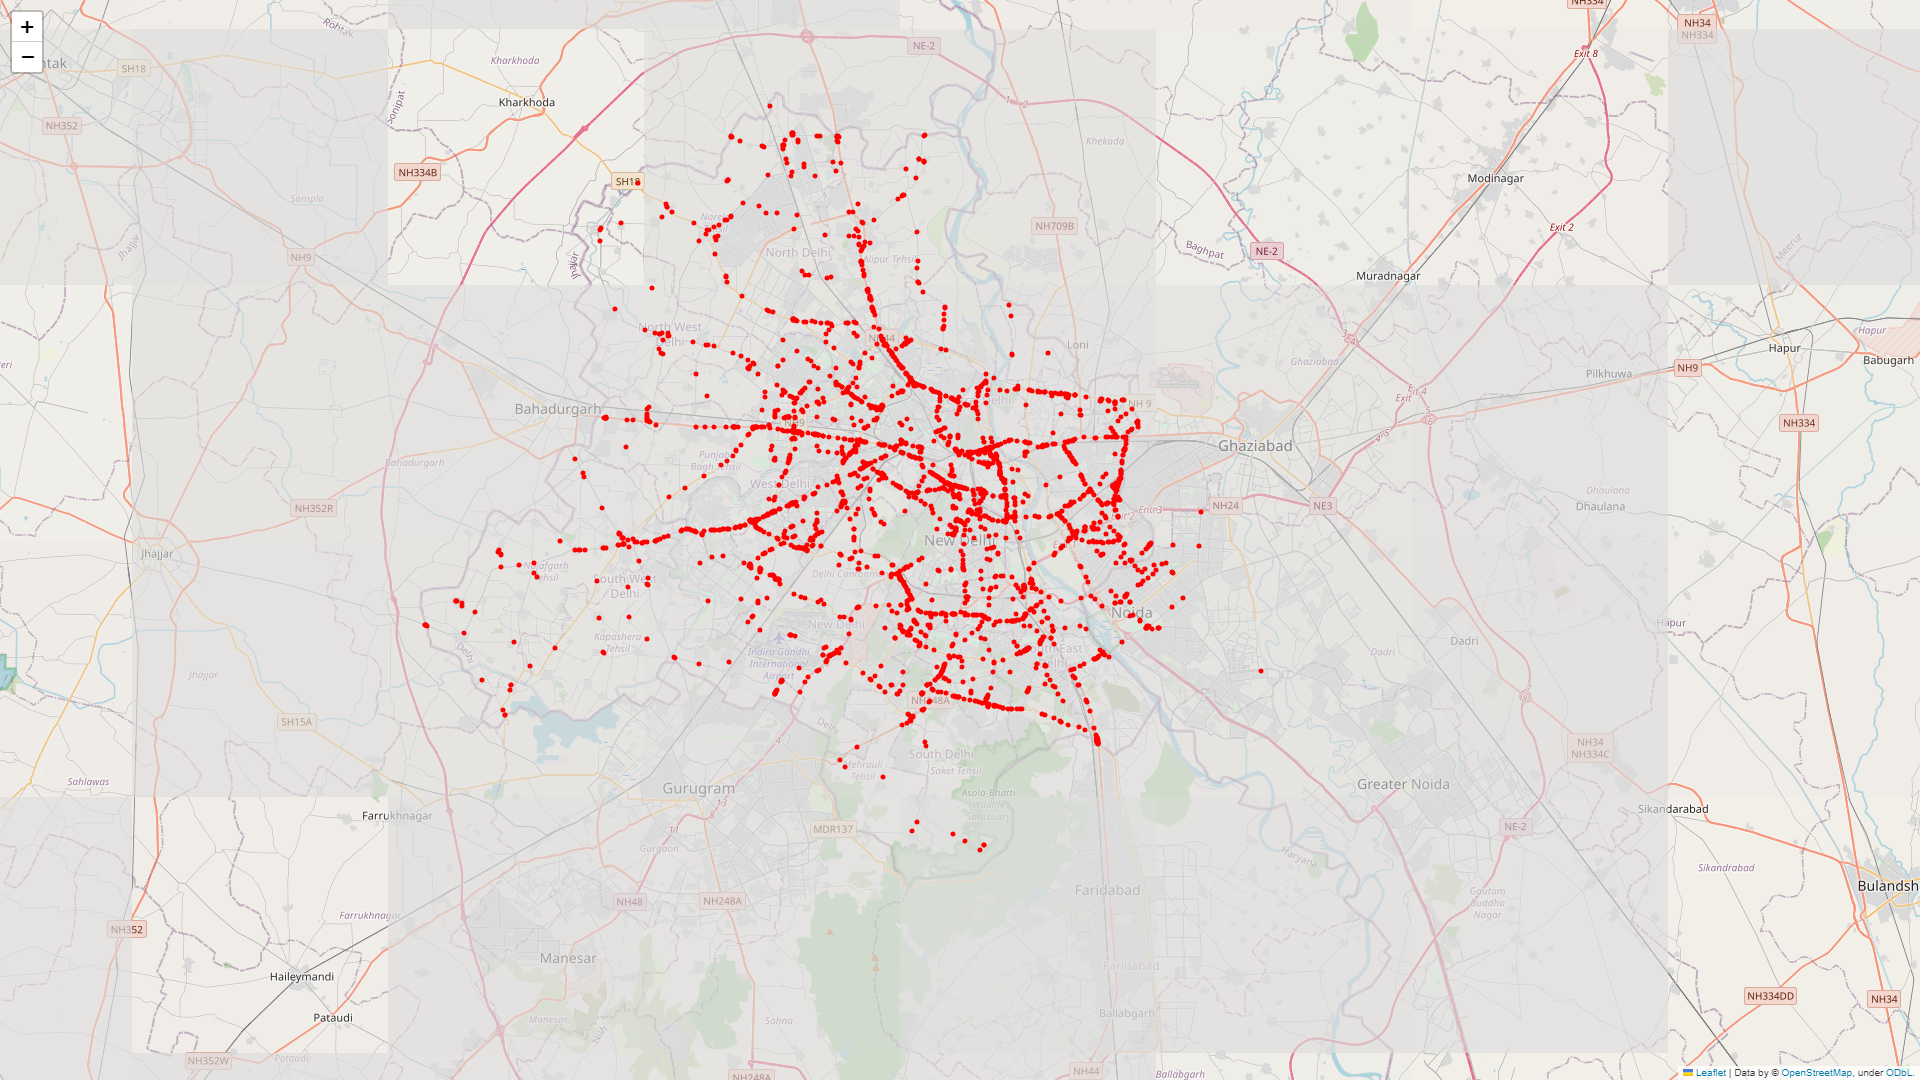 +
−
ntak
SH18
Rohtak
Kharkhoda
Kharkhoda
NE-2
NH334
NH34
NH334
Exit 8
NH352
Sonipat
NH334B
SH18
Khekada
Modinagar
Sampla
Narela
NH709B
Exit 2
Jhajjar
NH9
Jhajjar
North Delhi
Alipur Tehsil
Baghpat
NE-2
Muradnagar
Meerut
North West
Delhi
NH44
Loni
Ghaziabad
Hapur
Hapur
Babugarh
NH9
Pilkhuwa
Exit 4
Exit
Bahadurgarh
NH9
NH 9
NH334
Ghaziabad
Bahadurgarh
Punjabi
Bagh Tehsil
West Delhi
NH352R
NH24
NE3
Dhaulana
Dhaulana
Jhajjar
New Delhi
Najafgarh
Tehsil
South West
Delhi
Delhi Cantonment
Noida
New Delhi
Kapashera
Tehsil
Delhi
Indira Gandhi
International
Airport
South East
Delhi
Dadri
Dadri
Hapur
Jhajjar
SH15A
NH248A
Delhi
South Delhi
Mehrauli
Tehsil
Saket Tehsil
NH34
NH334C
Sahlawas
Gurugram
Asola-Bhatti
Wildlife
Sanctuary
Greater Noida
Sikandarabad
Farrukhnagar
MDR137
NE-2
Gurgaon
Haryana
Sikandrabad
Faridabad
Bulandsh
NH48
NH248A
Gautam
Buddha
Nagar
Farrukhnagar
NH352
Manesar
Faridabad
Haileymandi
NH34
NH334DD
Pataudi
Manesar
Nuh
Sohna
Ballabgarh
NH352W
Pataudi
NH248A
NH44
Ballabgarh
Leaflet | Data by © OpenStreetMap, under ODbL.